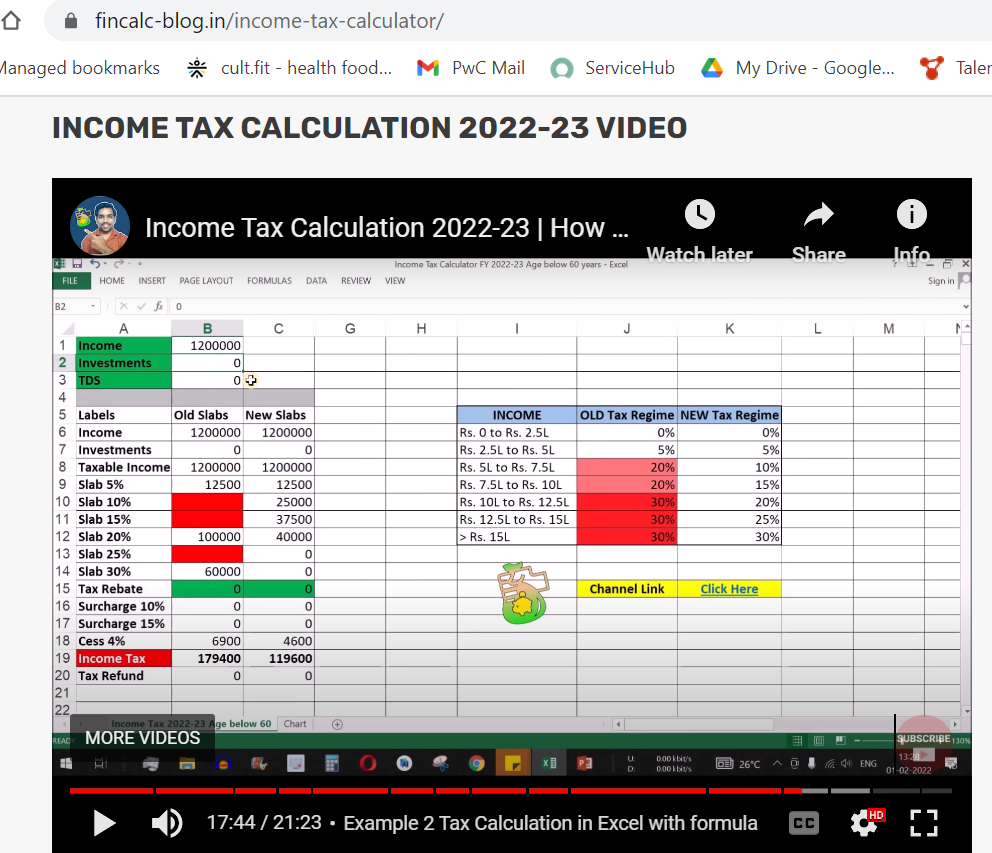 fincalc-blog.in/income-tax-calculator/
Managed bookmarks cult.fit - health food... PwC Mail ServiceHub My Drive - Google... Taler
INCOME TAX CALCULATION 2022-23 VIDEO
Income Tax Calculation 2022-23 | How ...
Watch later Share Info
Income Tax Calculator FY 2022-23 Age below 60 years - Excel
FILE HOME INSERT PAGE LAYOUT FORMULAS DATA REVIEW VIEW Sign in
B2 fx 0
A B C G H I J K L M N
1 Income 1200000
2 Investments 0
3 TDS 0
4
5 Labels Old Slabs New Slabs INCOME OLD Tax Regime NEW Tax Regime
6 Income 1200000 1200000 Rs. 0 to Rs. 2.5L 0% 0%
7 Investments 0 0 Rs. 2.5L to Rs. 5L 5% 5%
8 Taxable Income 1200000 1200000 Rs. 5L to Rs. 7.5L 20% 10%
9 Slab 5% 12500 12500 Rs. 7.5L to Rs. 10L 20% 15%
10 Slab 10% 25000 Rs. 10L to Rs. 12.5L 30% 20%
11 Slab 15% 37500 Rs. 12.5L to Rs. 15L 30% 25%
12 Slab 20% 100000 40000 > Rs. 15L 30% 30%
13 Slab 25% 0
14 Slab 30% 60000 0
15 Tax Rebate 0 0 Channel Link Click Here
16 Surcharge 10% 0 0
17 Surcharge 15% 0 0
18 Cess 4% 6900 4600
19 Income Tax 179400 119600
20 Tax Refund 0 0
21
22
Income Tax 2022-23 Age below 60 Chart
MORE VIDEOS
READY SUBSCRIBE 130%
U: 0.00 kbit/s
D: 0.00 kbit/s
26°C ENG
01-02-2022
17:44 / 21:23 • Example 2 Tax Calculation in Excel with formula CC HD